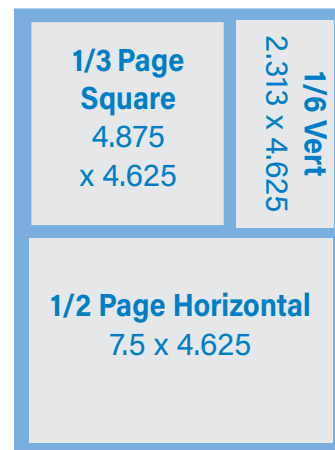 1/3 Page
Square
4.875
x 4.625
1/6 Vert
2.313 x 4.625
1/2 Page Horizontal
7.5 x 4.625